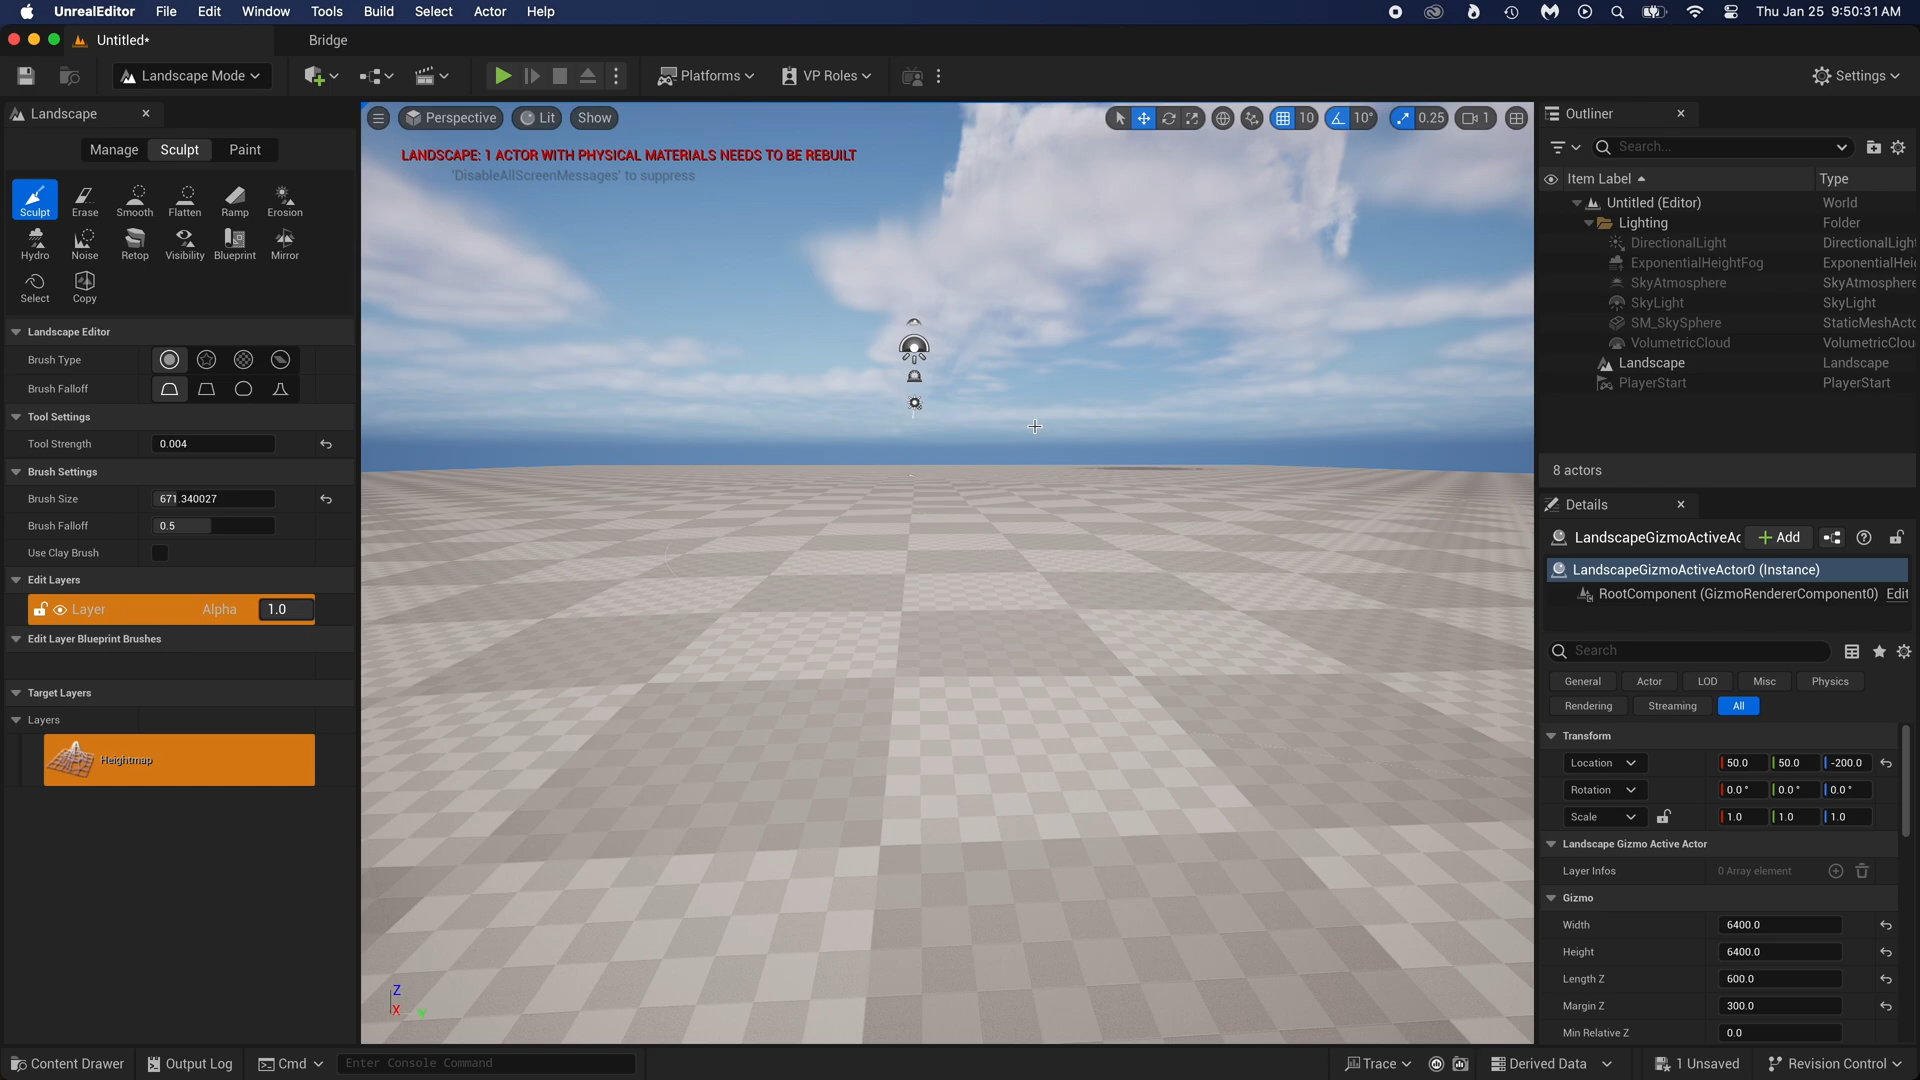 UnrealEditor File Edit Window Tools Build Select Actor Help
Thu Jan 25 9:50:31 AM
Untitled* Bridge
Landscape Mode
Platforms VP Roles Settings
Landscape
Manage Sculpt Paint
Sculpt Erase Smooth Flatten Ramp Erosion
Hydro Noise Retop Visibility Blueprint Mirror
Select Copy
Landscape Editor
Brush Type
Brush Falloff
Tool Settings
Tool Strength 0.004
Brush Settings
Brush Size 671.340027
Brush Falloff 0.5
Use Clay Brush
Edit Layers
Layer Alpha 1.0
Edit Layer Blueprint Brushes
Target Layers
Layers
Heightmap
Perspective Lit Show
10 10° 0.25 1
LANDSCAPE: 1 ACTOR WITH PHYSICAL MATERIALS NEEDS TO BE REBUILT
'DisableAllScreenMessages' to suppress
Z
X Y
Outliner
Search...
Item Label Type
Untitled (Editor) World
Lighting Folder
DirectionalLight DirectionalLight
ExponentialHeightFog ExponentialHei
SkyAtmosphere SkyAtmosphere
SkyLight SkyLight
SM_SkySphere StaticMeshActo
VolumetricCloud VolumetricClou
Landscape Landscape
PlayerStart PlayerStart
8 actors
Details
LandscapeGizmoActiveAc Add
LandscapeGizmoActiveActor0 (Instance)
RootComponent (GizmoRendererComponent0) Edit
Search
General Actor LOD Misc Physics
Rendering Streaming All
Transform
Location 50.0 50.0 -200.0
Rotation 0.0° 0.0° 0.0°
Scale 1.0 1.0 1.0
Landscape Gizmo Active Actor
Layer Infos 0 Array element
Gizmo
Width 6400.0
Height 6400.0
Length Z 600.0
Margin Z 300.0
Min Relative Z 0.0
Content Drawer Output Log Cmd Enter Console Command Trace Derived Data 1 Unsaved Revision Control